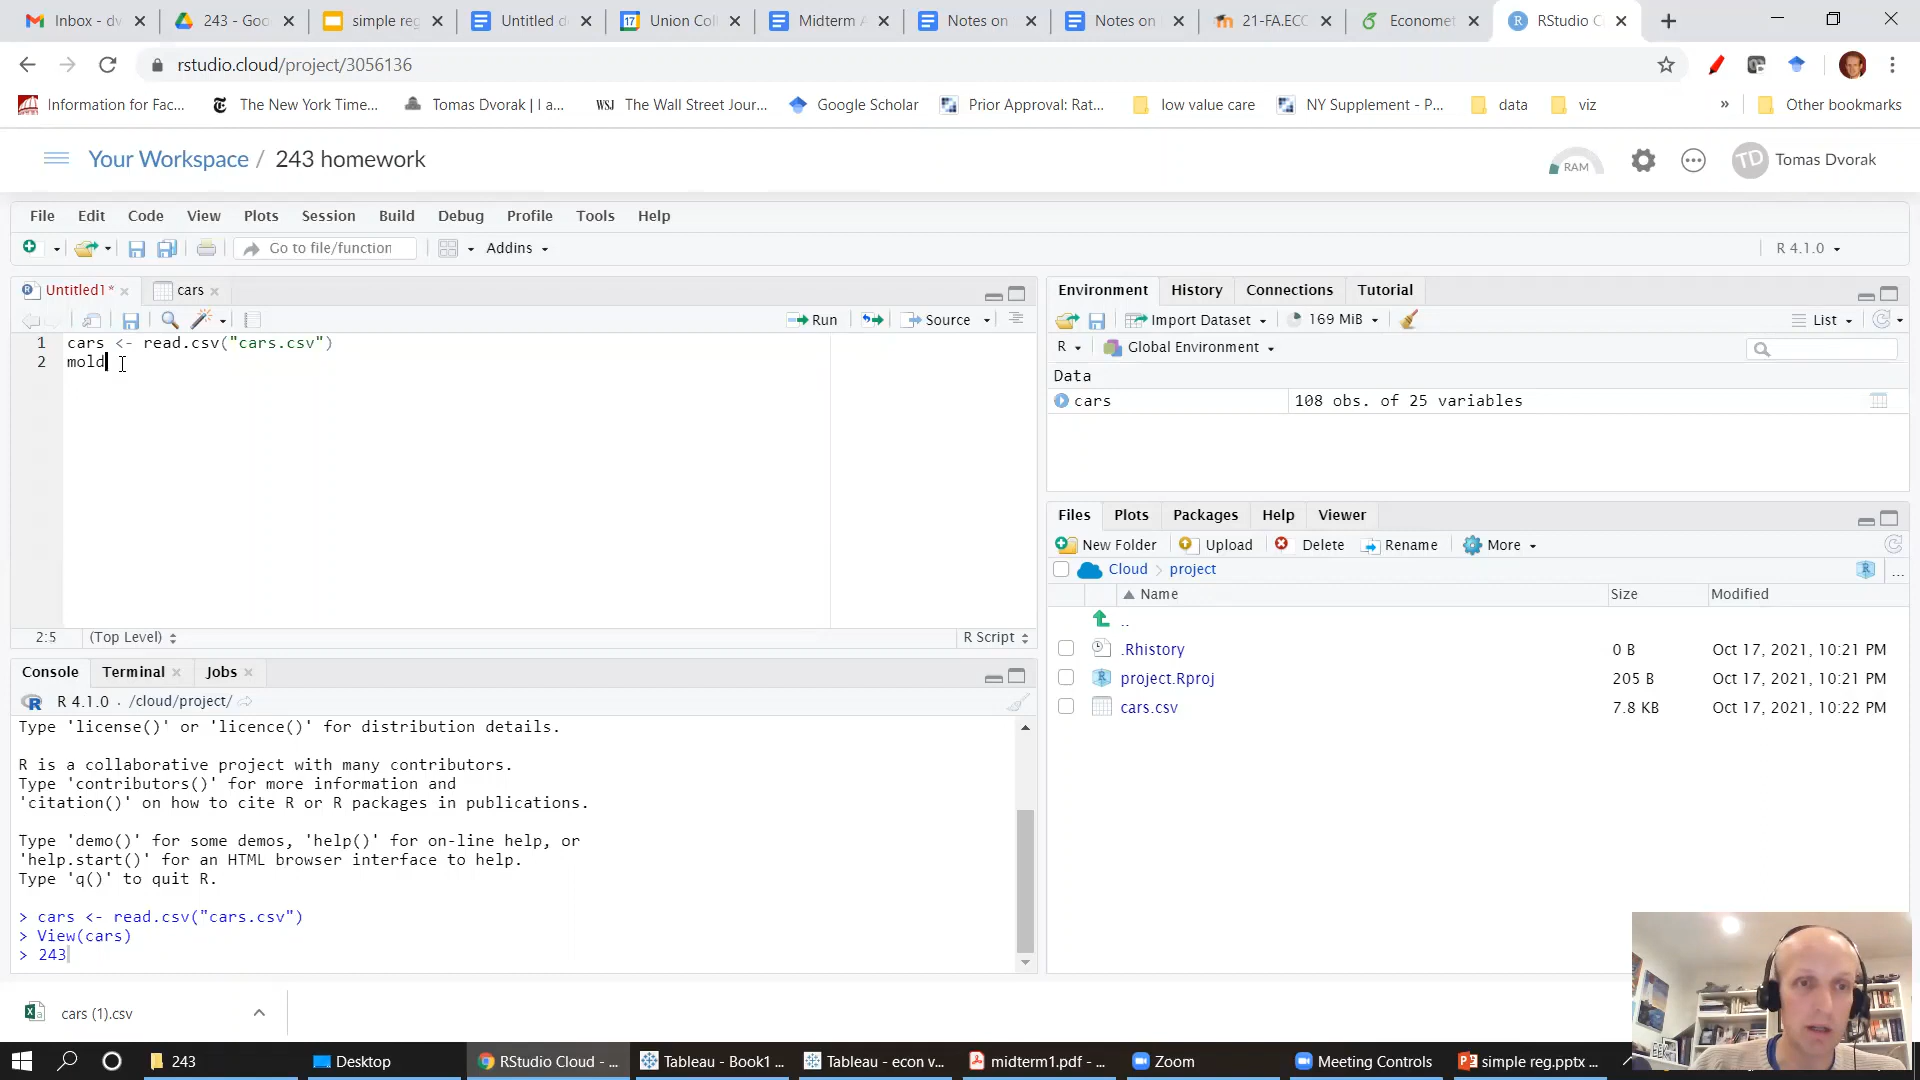 Inbox - dv
243 - Goo
simple reg
Untitled d
Union Coll
Midterm A
Notes on
Notes on
21-FA.ECO
Economet
RStudio C
rstudio.cloud/project/3056136
Information for Fac...
The New York Time...
Tomas Dvorak | I a...
WSJ The Wall Street Jour...
Google Scholar
Prior Approval: Rat...
low value care
NY Supplement - P...
data
viz
»
Other bookmarks
Your Workspace / 243 homework
RAM
TD Tomas Dvorak
File Edit Code View Plots Session Build Debug Profile Tools Help
Go to file/function
Addins
R 4.1.0
Untitled1*
cars
Run
Source
1 cars <- read.csv("cars.csv")
2 mold
2:5 (Top Level)
R Script
Console Terminal Jobs
R 4.1.0 . /cloud/project/
Type 'license()' or 'licence()' for distribution details.
R is a collaborative project with many contributors.
Type 'contributors()' for more information and
'citation()' on how to cite R or R packages in publications.
Type 'demo()' for some demos, 'help()' for on-line help, or
'help.start()' for an HTML browser interface to help.
Type 'q()' to quit R.
> cars <- read.csv("cars.csv")
> View(cars)
> 243
Environment History Connections Tutorial
Import Dataset
169 MiB
List
R
Global Environment
Data
cars 108 obs. of 25 variables
Files Plots Packages Help Viewer
New Folder Upload Delete Rename More
Cloud project
...
Name Size Modified
..
.Rhistory 0 B Oct 17, 2021, 10:21 PM
project.Rproj 205 B Oct 17, 2021, 10:21 PM
cars.csv 7.8 KB Oct 17, 2021, 10:22 PM
cars (1).csv
243
Desktop
RStudio Cloud - ...
Tableau - Book1 ...
Tableau - econ v...
midterm1.pdf - ...
Zoom
Meeting Controls
simple reg.pptx ...